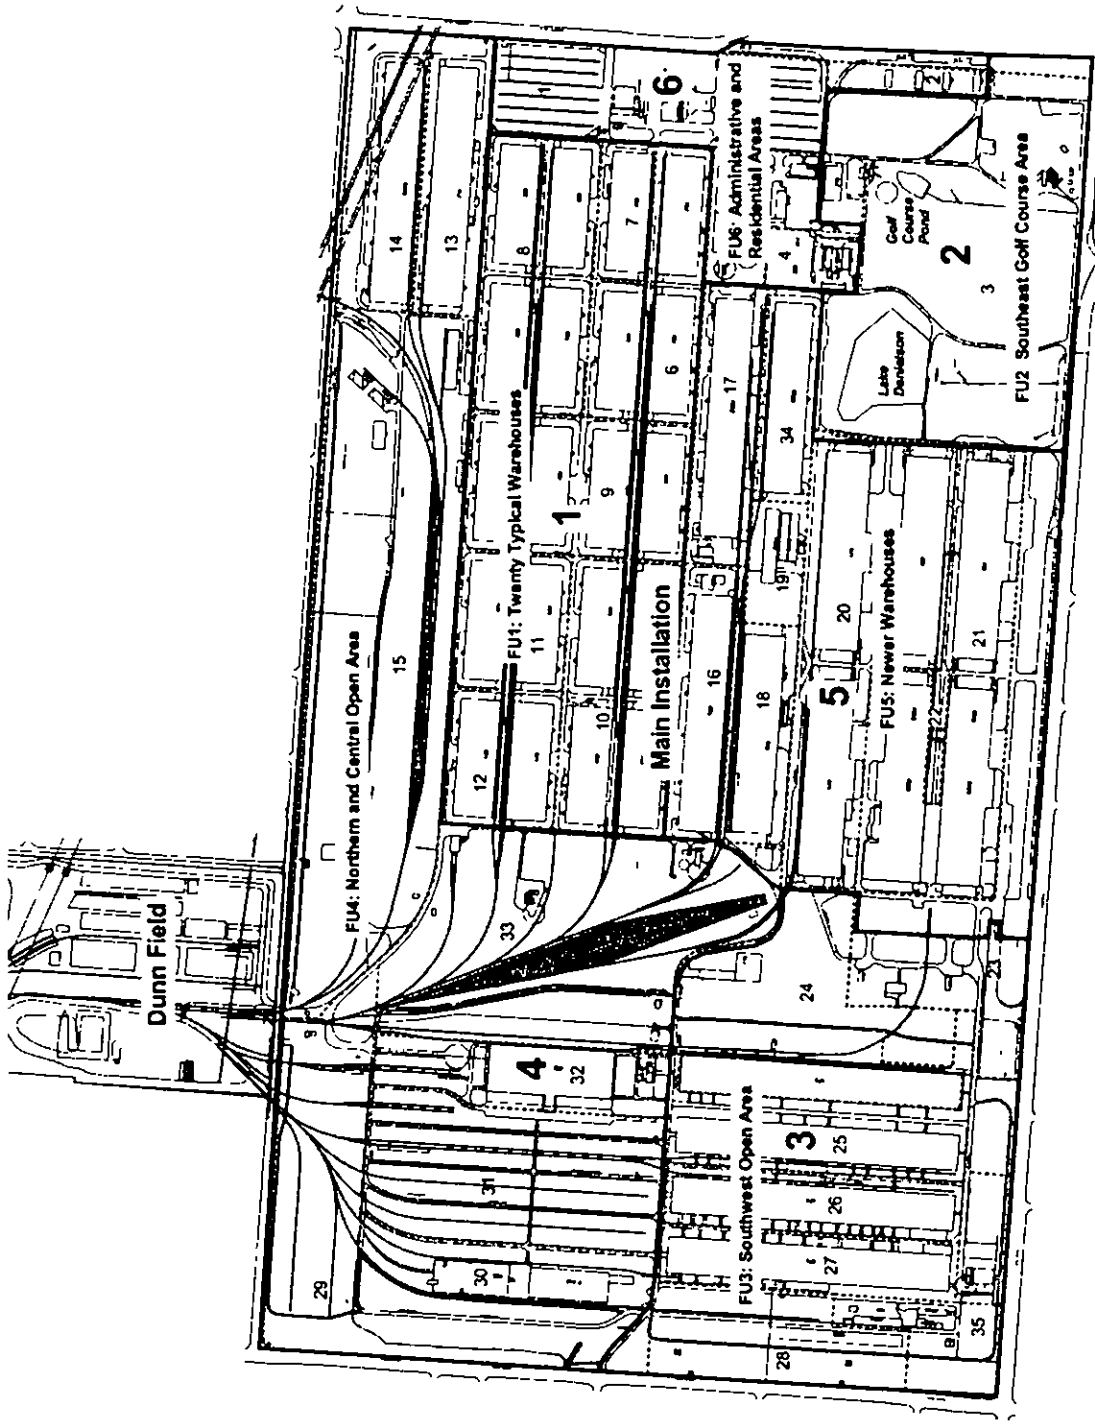 Dunn Field
FU4: Northern and Central Open Area
29
30
31
4
32
33
15
14
13
12
11
FU1: Twenty Typical Warehouses
1
8
9
10
7
6
1
6
FU6: Administrative and
Residential Areas
4
2
Main Installation
16
17
34
18
19
5
20
FU5: Newer Warehouses
22
21
23
24
Golf
Course
Pond
2
3
Lake
Danielson
FU2 Southeast Golf Course Area
FU3: Southwest Open Area
3
25
26
27
28
35